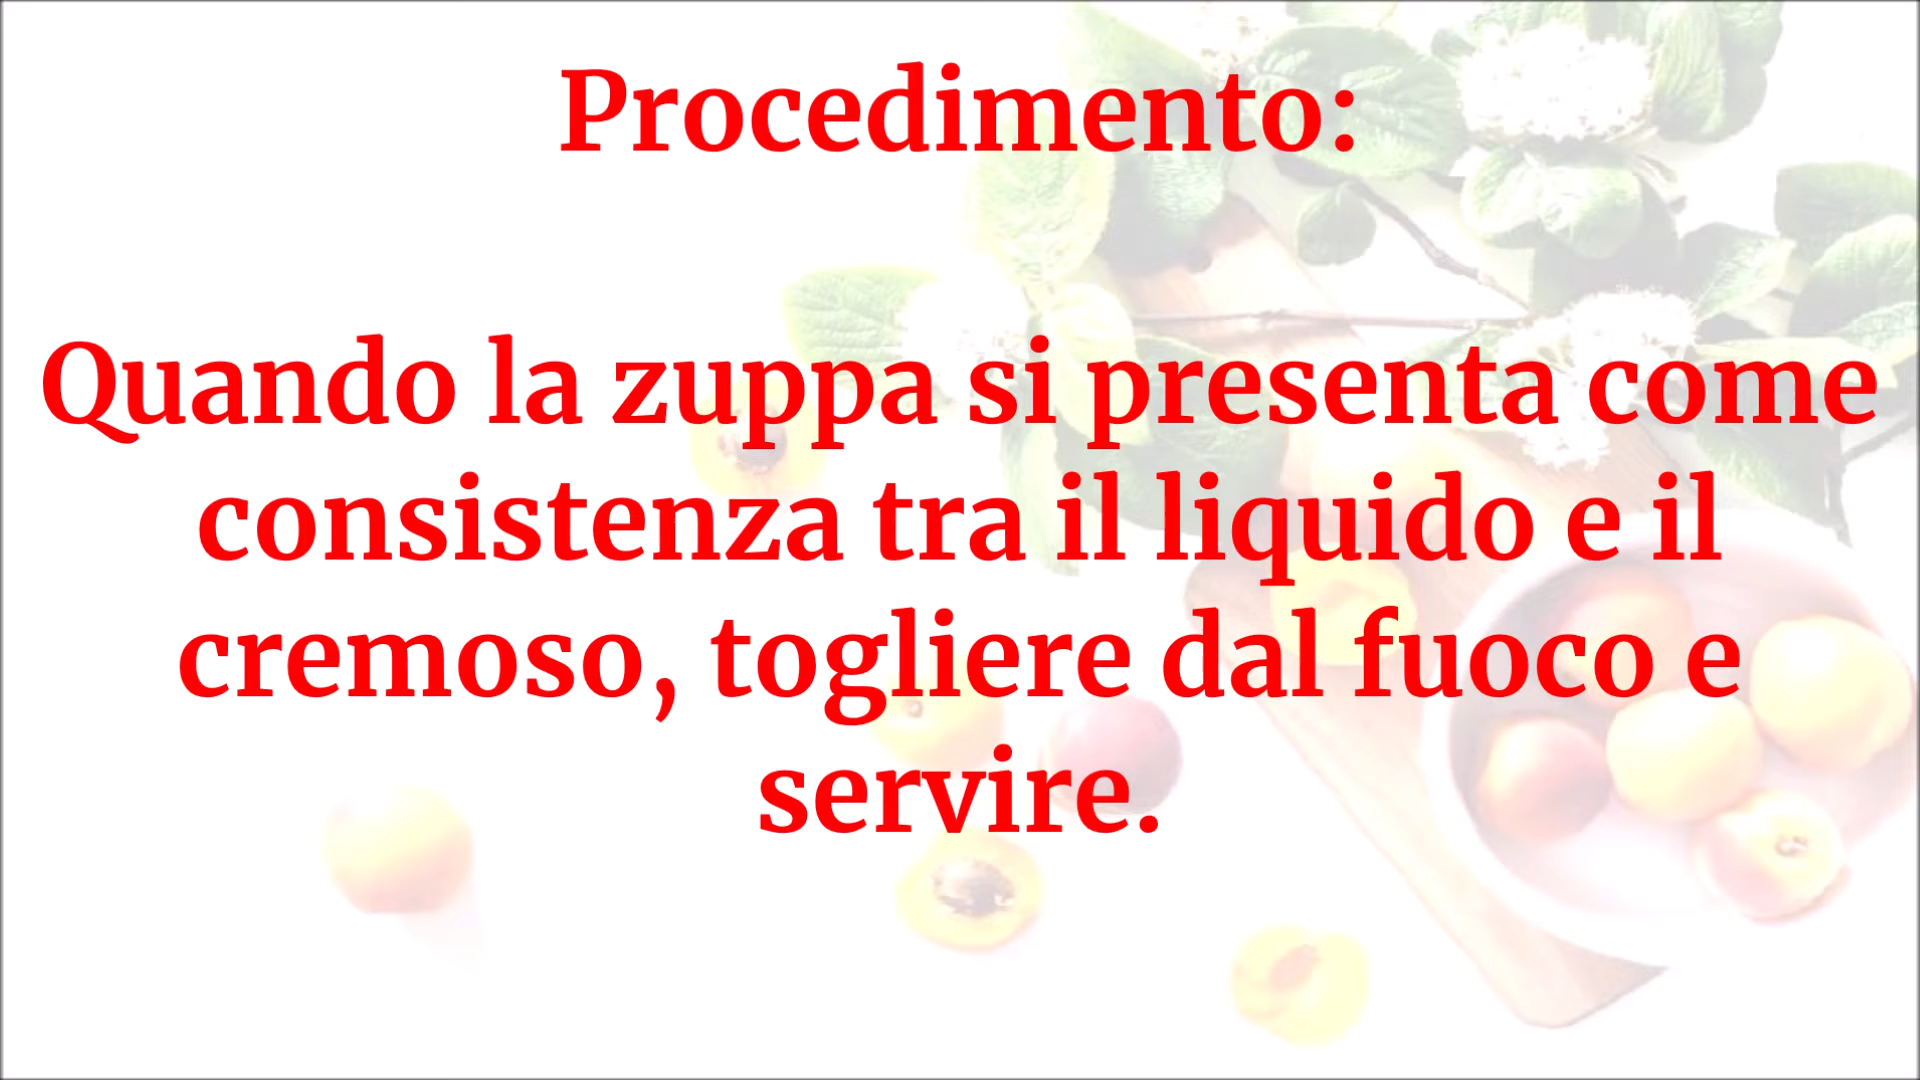 Procedimento:
Quando la zuppa si presenta come
consistenza tra il liquido e il
cremoso, togliere dal fuoco e
servire.